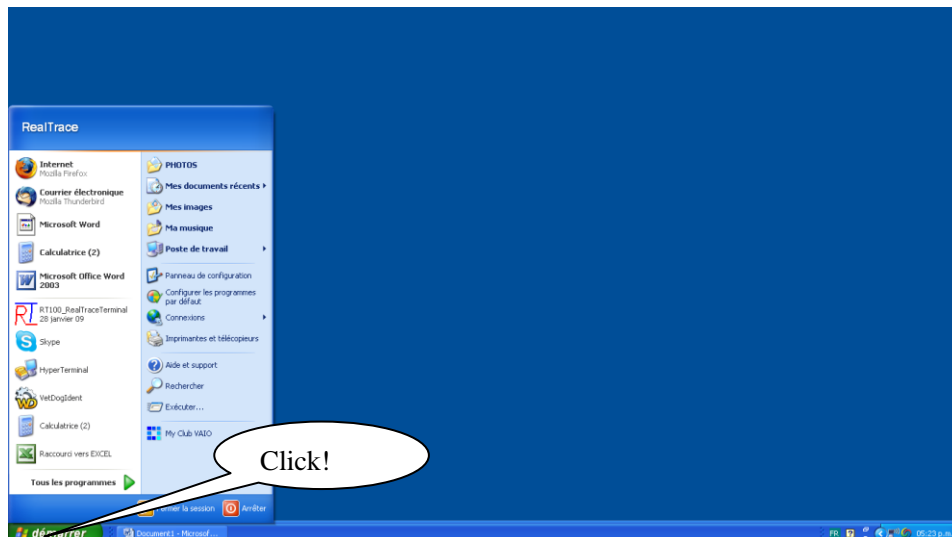 RealTrace
Internet
Mozilla Firefox
Courrier électronique
Mozilla Thunderbird
Microsoft Word
Calculatrice (2)
Microsoft Office Word
2003
RT100_RealTraceTerminal
28 janvier 09
Skype
HyperTerminal
VetDogIdent
Calculatrice (2)
Raccourci vers EXCEL
Tous les programmes
PHOTOS
Mes documents récents
Mes images
Ma musique
Poste de travail
Panneau de configuration
Configurer les programmes
par défaut
Connexions
Imprimantes et télécopieurs
Aide et support
Rechercher
Exécuter...
My Club VAIO
Click!
Fermer la session
Arrêter
démarrer
Document1 - Microsof...
FR
05:23 p.m.